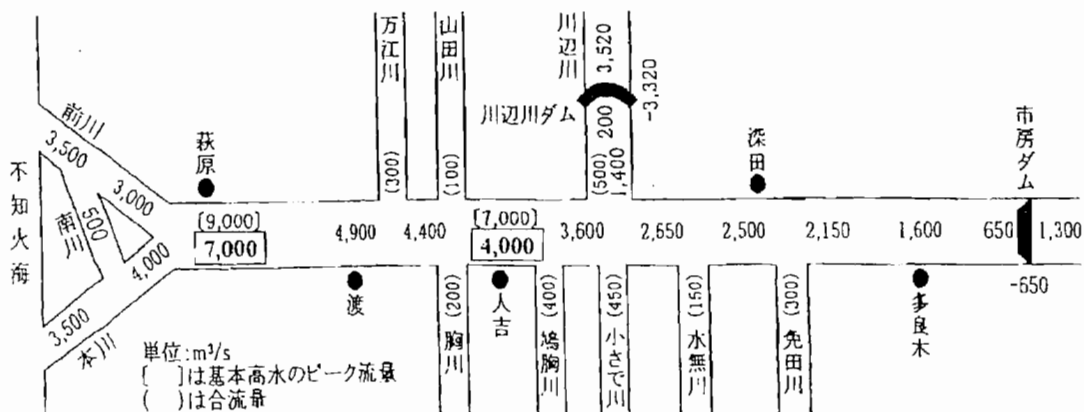 万江川
(300)
山田川
(100)
川辺川
3,520
川辺川ダム
-3,320
200
(500)
1,400
深田
市房ダム
前川
3,500
萩原
3,000
不知火海
南川
500
4,000
3,500
本川
[9,000]
7,000
4,900
4,400
[7,000]
4,000
3,600
2,650
2,500
2,150
1,600
650
1,300
-650
渡
(200)
胸川
人吉
(400)
鳩胸川
(450)
小さで川
(150)
水無川
(300)
免田川
多良木
単位:m³/s
[ ]は基本高水のピーク流量
( )は合流量